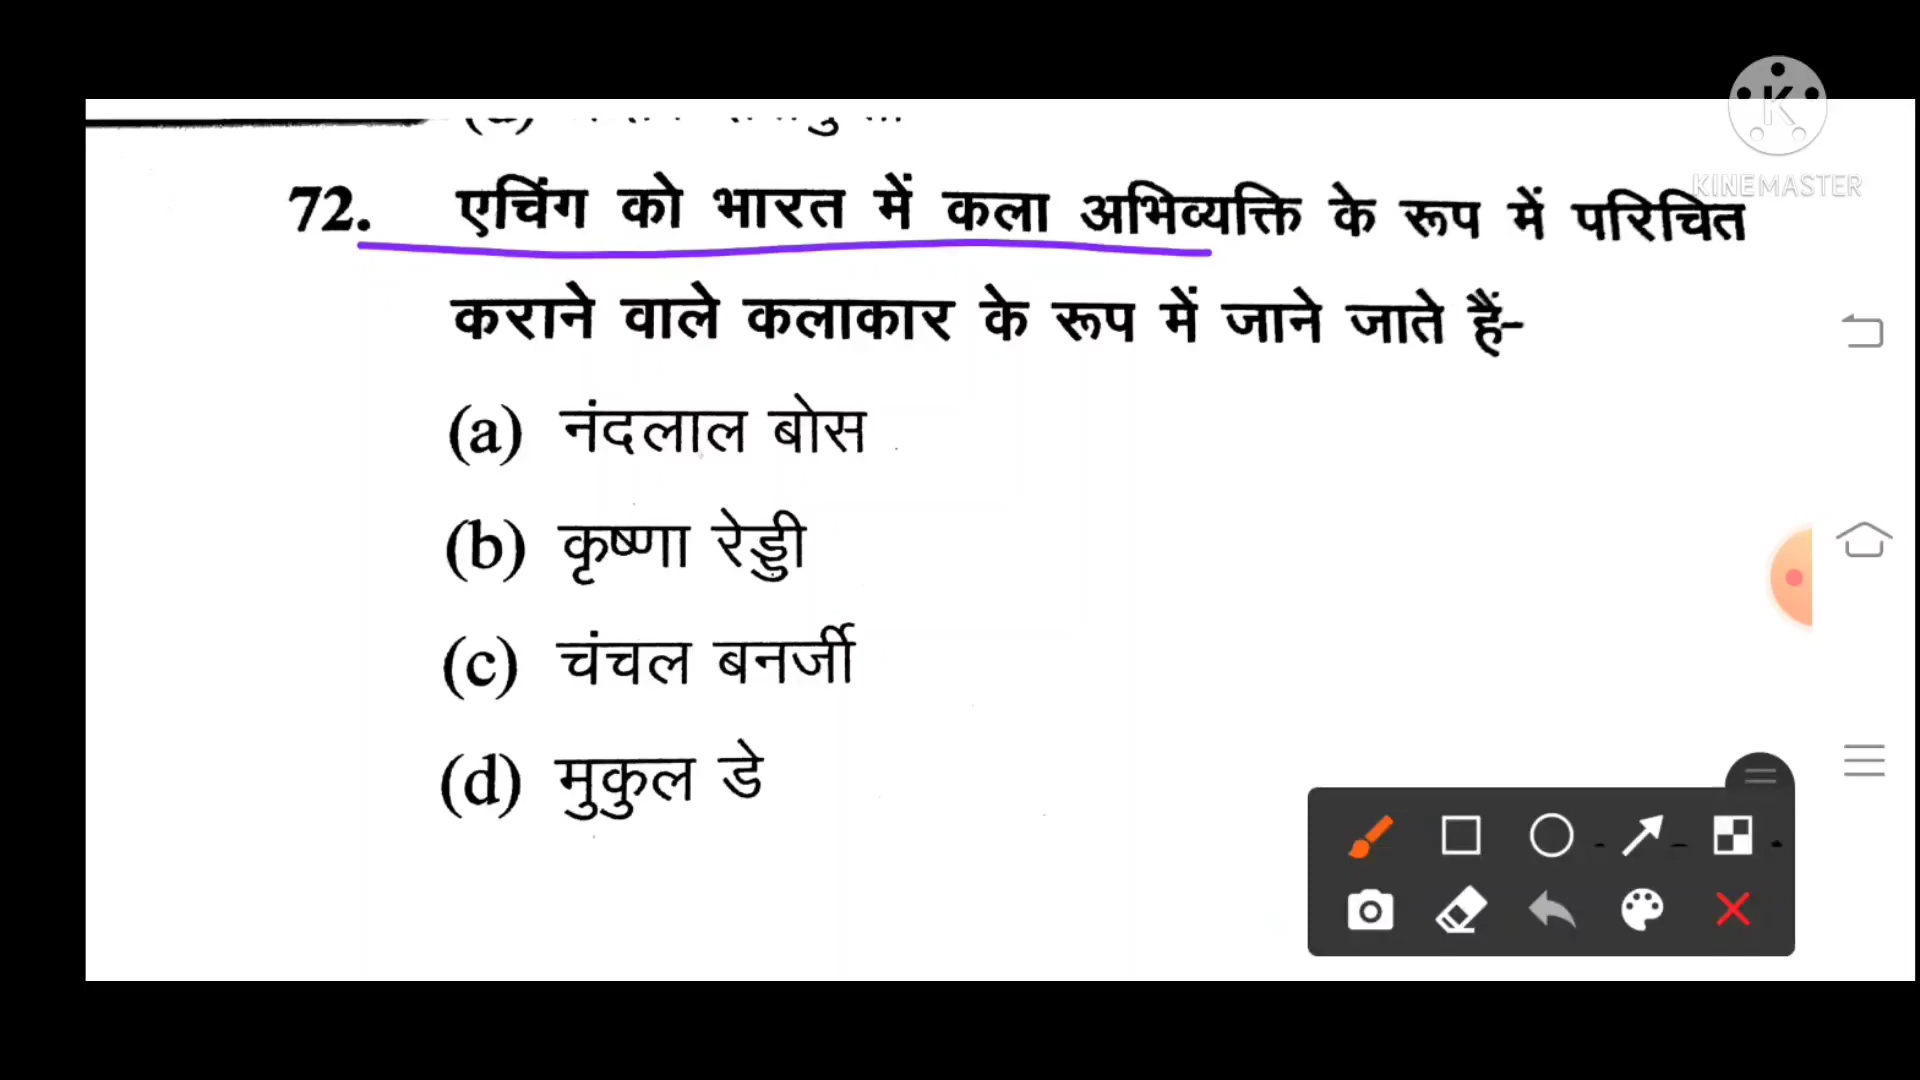 KINEMASTER
72. एचिंग को भारत में कला अभिव्यक्ति के रूप में परिचित
कराने वाले कलाकार के रूप में जाने जाते हैं-
(a) नंदलाल बोस
(b) कृष्णा रेड्डी
(c) चंचल बनर्जी
(d) मुकुल डे